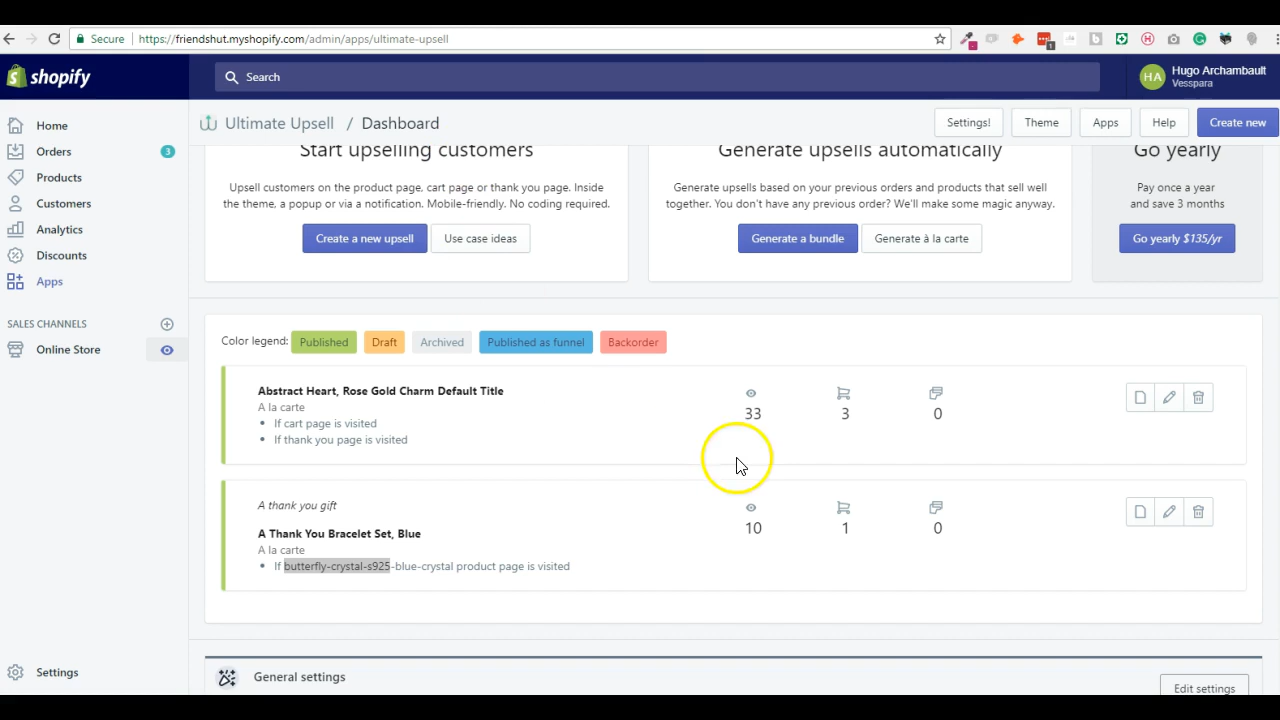 Secure https://friendshut.myshopify.com/admin/apps/ultimate-upsell
1
shopify
Search
HA
Hugo Archambault
Vesspara
Ultimate Upsell / Dashboard
Settings!
Theme
Apps
Help
Create new
Home
Orders 3
Products
Customers
Analytics
Discounts
Apps
SALES CHANNELS
Online Store
Settings
Start upselling customers
Upsell customers on the product page, cart page or thank you page. Inside
the theme, a popup or via a notification. Mobile-friendly. No coding required.
Create a new upsell
Use case ideas
Generate upsells automatically
Generate upsells based on your previous orders and products that sell well
together. You don't have any previous order? We'll make some magic anyway.
Generate a bundle
Generate à la carte
Go yearly
Pay once a year
and save 3 months
Go yearly $135/yr
Color legend: Published Draft Archived Published as funnel Backorder
Abstract Heart, Rose Gold Charm Default Title
A la carte
• If cart page is visited
• If thank you page is visited
33 3 0
A thank you gift
A Thank You Bracelet Set, Blue
A la carte
• If butterfly-crystal-s925-blue-crystal product page is visited
10 1 0
General settings
Edit settings